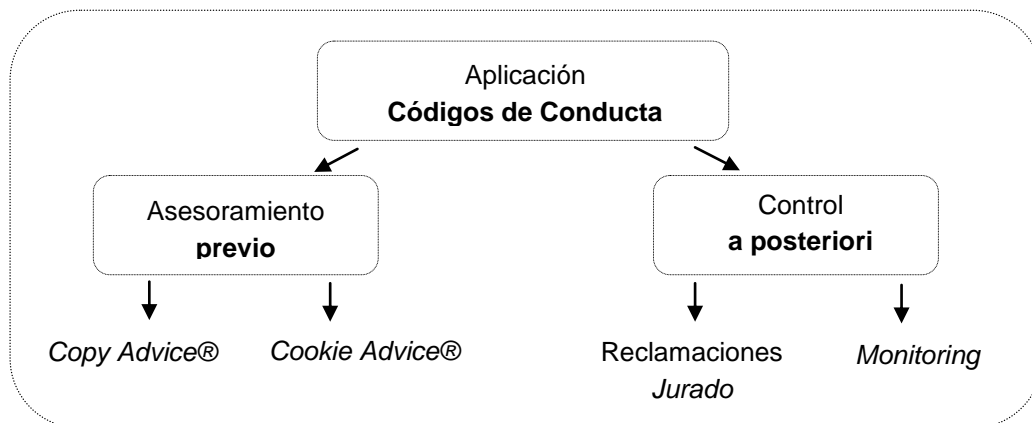 Aplicación
Códigos de Conducta
Asesoramiento
previo
Control
a posteriori
Copy Advice®
Cookie Advice®
Reclamaciones
Jurado
Monitoring